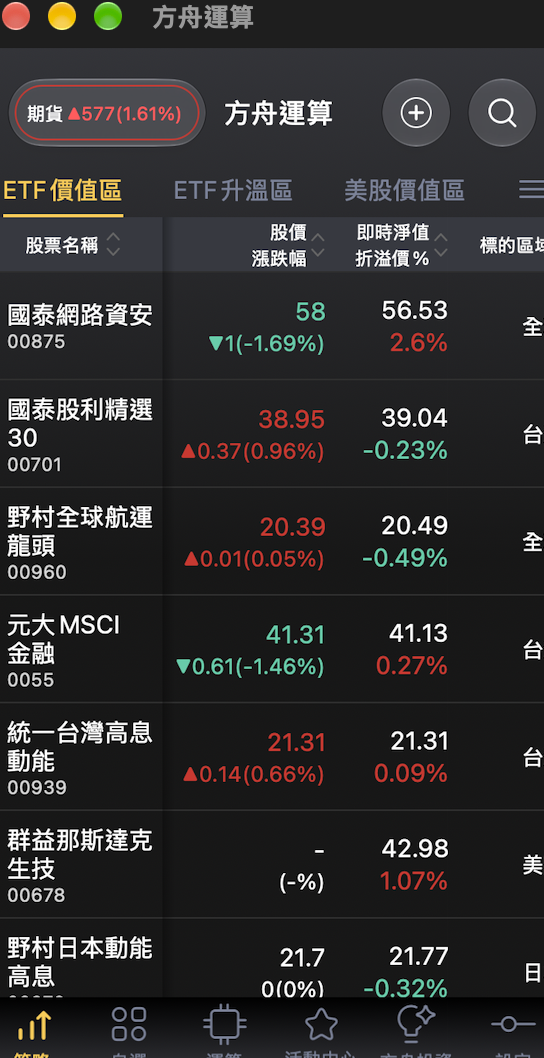 方舟運算
期貨 ▲577(1.61%)
方舟運算
ETF價值區 ETF升溫區 美股價值區
股票名稱 股價 即時淨值 標的區域
漲跌幅 折溢價%
國泰網路資安 58 56.53 全
00875 ▼1(-1.69%) 2.6%
國泰股利精選 38.95 39.04 台
30
00701 ▲0.37(0.96%) -0.23%
野村全球航運 20.39 20.49 全
龍頭
00960 ▲0.01(0.05%) -0.49%
元大MSCI 41.31 41.13 台
金融
0055 ▼0.61(-1.46%) 0.27%
統一台灣高息 21.31 21.31 台
動能
00939 ▲0.14(0.66%) 0.09%
群益那斯達克 - 42.98 美
生技
00678 (-%) 1.07%
野村日本動能 21.7 21.77 日
高息 0(0%) -0.32%